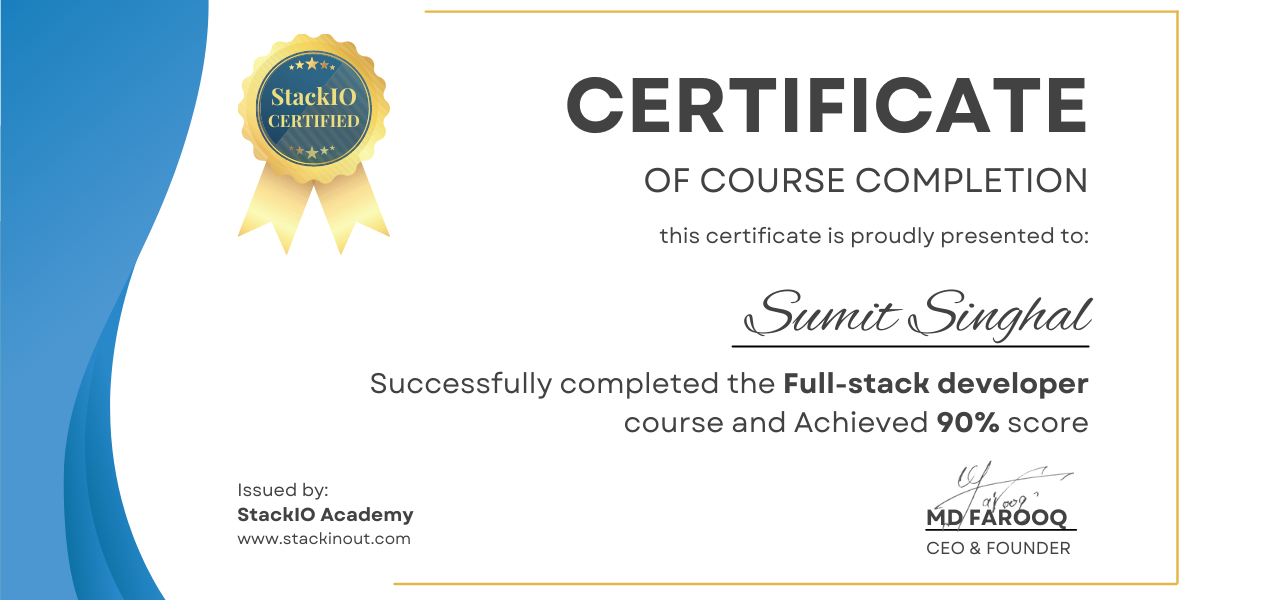 StackIO
CERTIFIED
CERTIFICATE
OF COURSE COMPLETION
this certificate is proudly presented to:
Sumit Singhal
Successfully completed the Full-stack developer
course and Achieved 90% score
Issued by:
StackIO Academy
www.stackinout.com
MD FAROOQ
CEO & FOUNDER